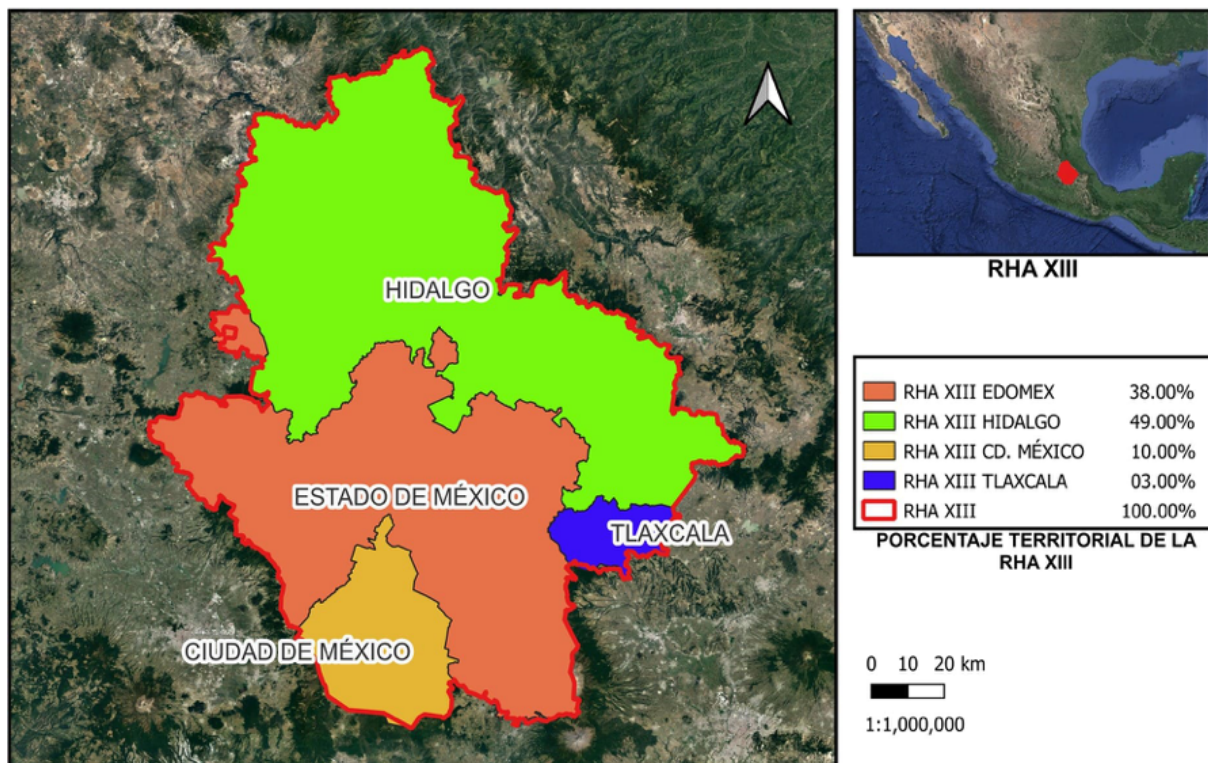 HIDALGO
ESTADO DE MÉXICO
TLAXCALA
CIUDAD DE MÉXICO
RHA XIII
RHA XIII EDOMEX 38.00%
RHA XIII HIDALGO 49.00%
RHA XIII CD. MÉXICO 10.00%
RHA XIII TLAXCALA 03.00%
RHA XIII 100.00%
PORCENTAJE TERRITORIAL DE LA
RHA XIII
0 10 20 km
1:1,000,000